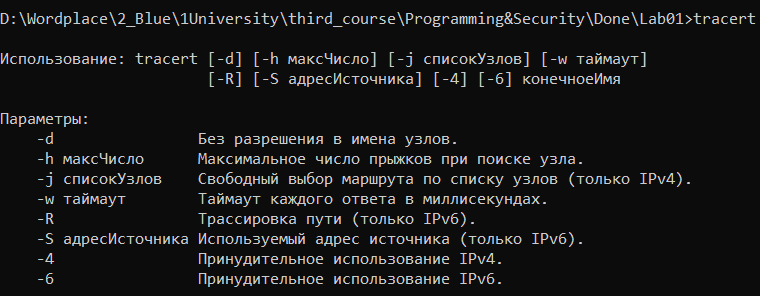 D:\Wordplace\2_Blue\1University\third_course\Programming&Security\Done\Lab01>tracert
Использование: tracert [-d] [-h максЧисло] [-j списокУзлов] [-w таймаут]
[-R] [-S адресИсточника] [-4] [-6] конечноеИмя
Параметры:
-d Без разрешения в имена узлов.
-h максЧисло Максимальное число прыжков при поиске узла.
-j списокУзлов Свободный выбор маршрута по списку узлов (только IPv4).
-w таймаут Таймаут каждого ответа в миллисекундах.
-R Трассировка пути (только IPv6).
-S адресИсточника Используемый адрес источника (только IPv6).
-4 Принудительное использование IPv4.
-6 Принудительное использование IPv6.